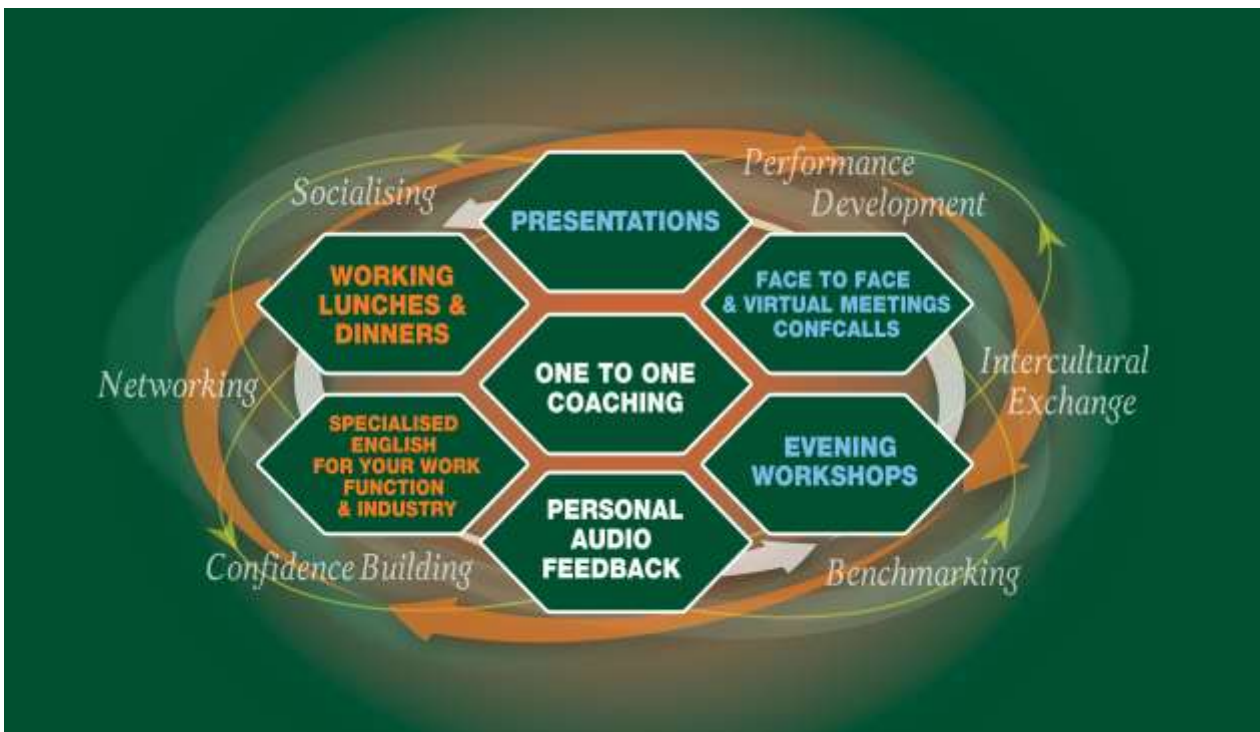 Socialising
Performance
Development
PRESENTATIONS
WORKING
LUNCHES &
DINNERS
FACE TO FACE
& VIRTUAL MEETINGS
CONFCALLS
Networking
ONE TO ONE
COACHING
Intercultural
Exchange
SPECIALISED
ENGLISH
FOR YOUR WORK
FUNCTION
& INDUSTRY
EVENING
WORKSHOPS
PERSONAL
AUDIO
FEEDBACK
Confidence Building
Benchmarking